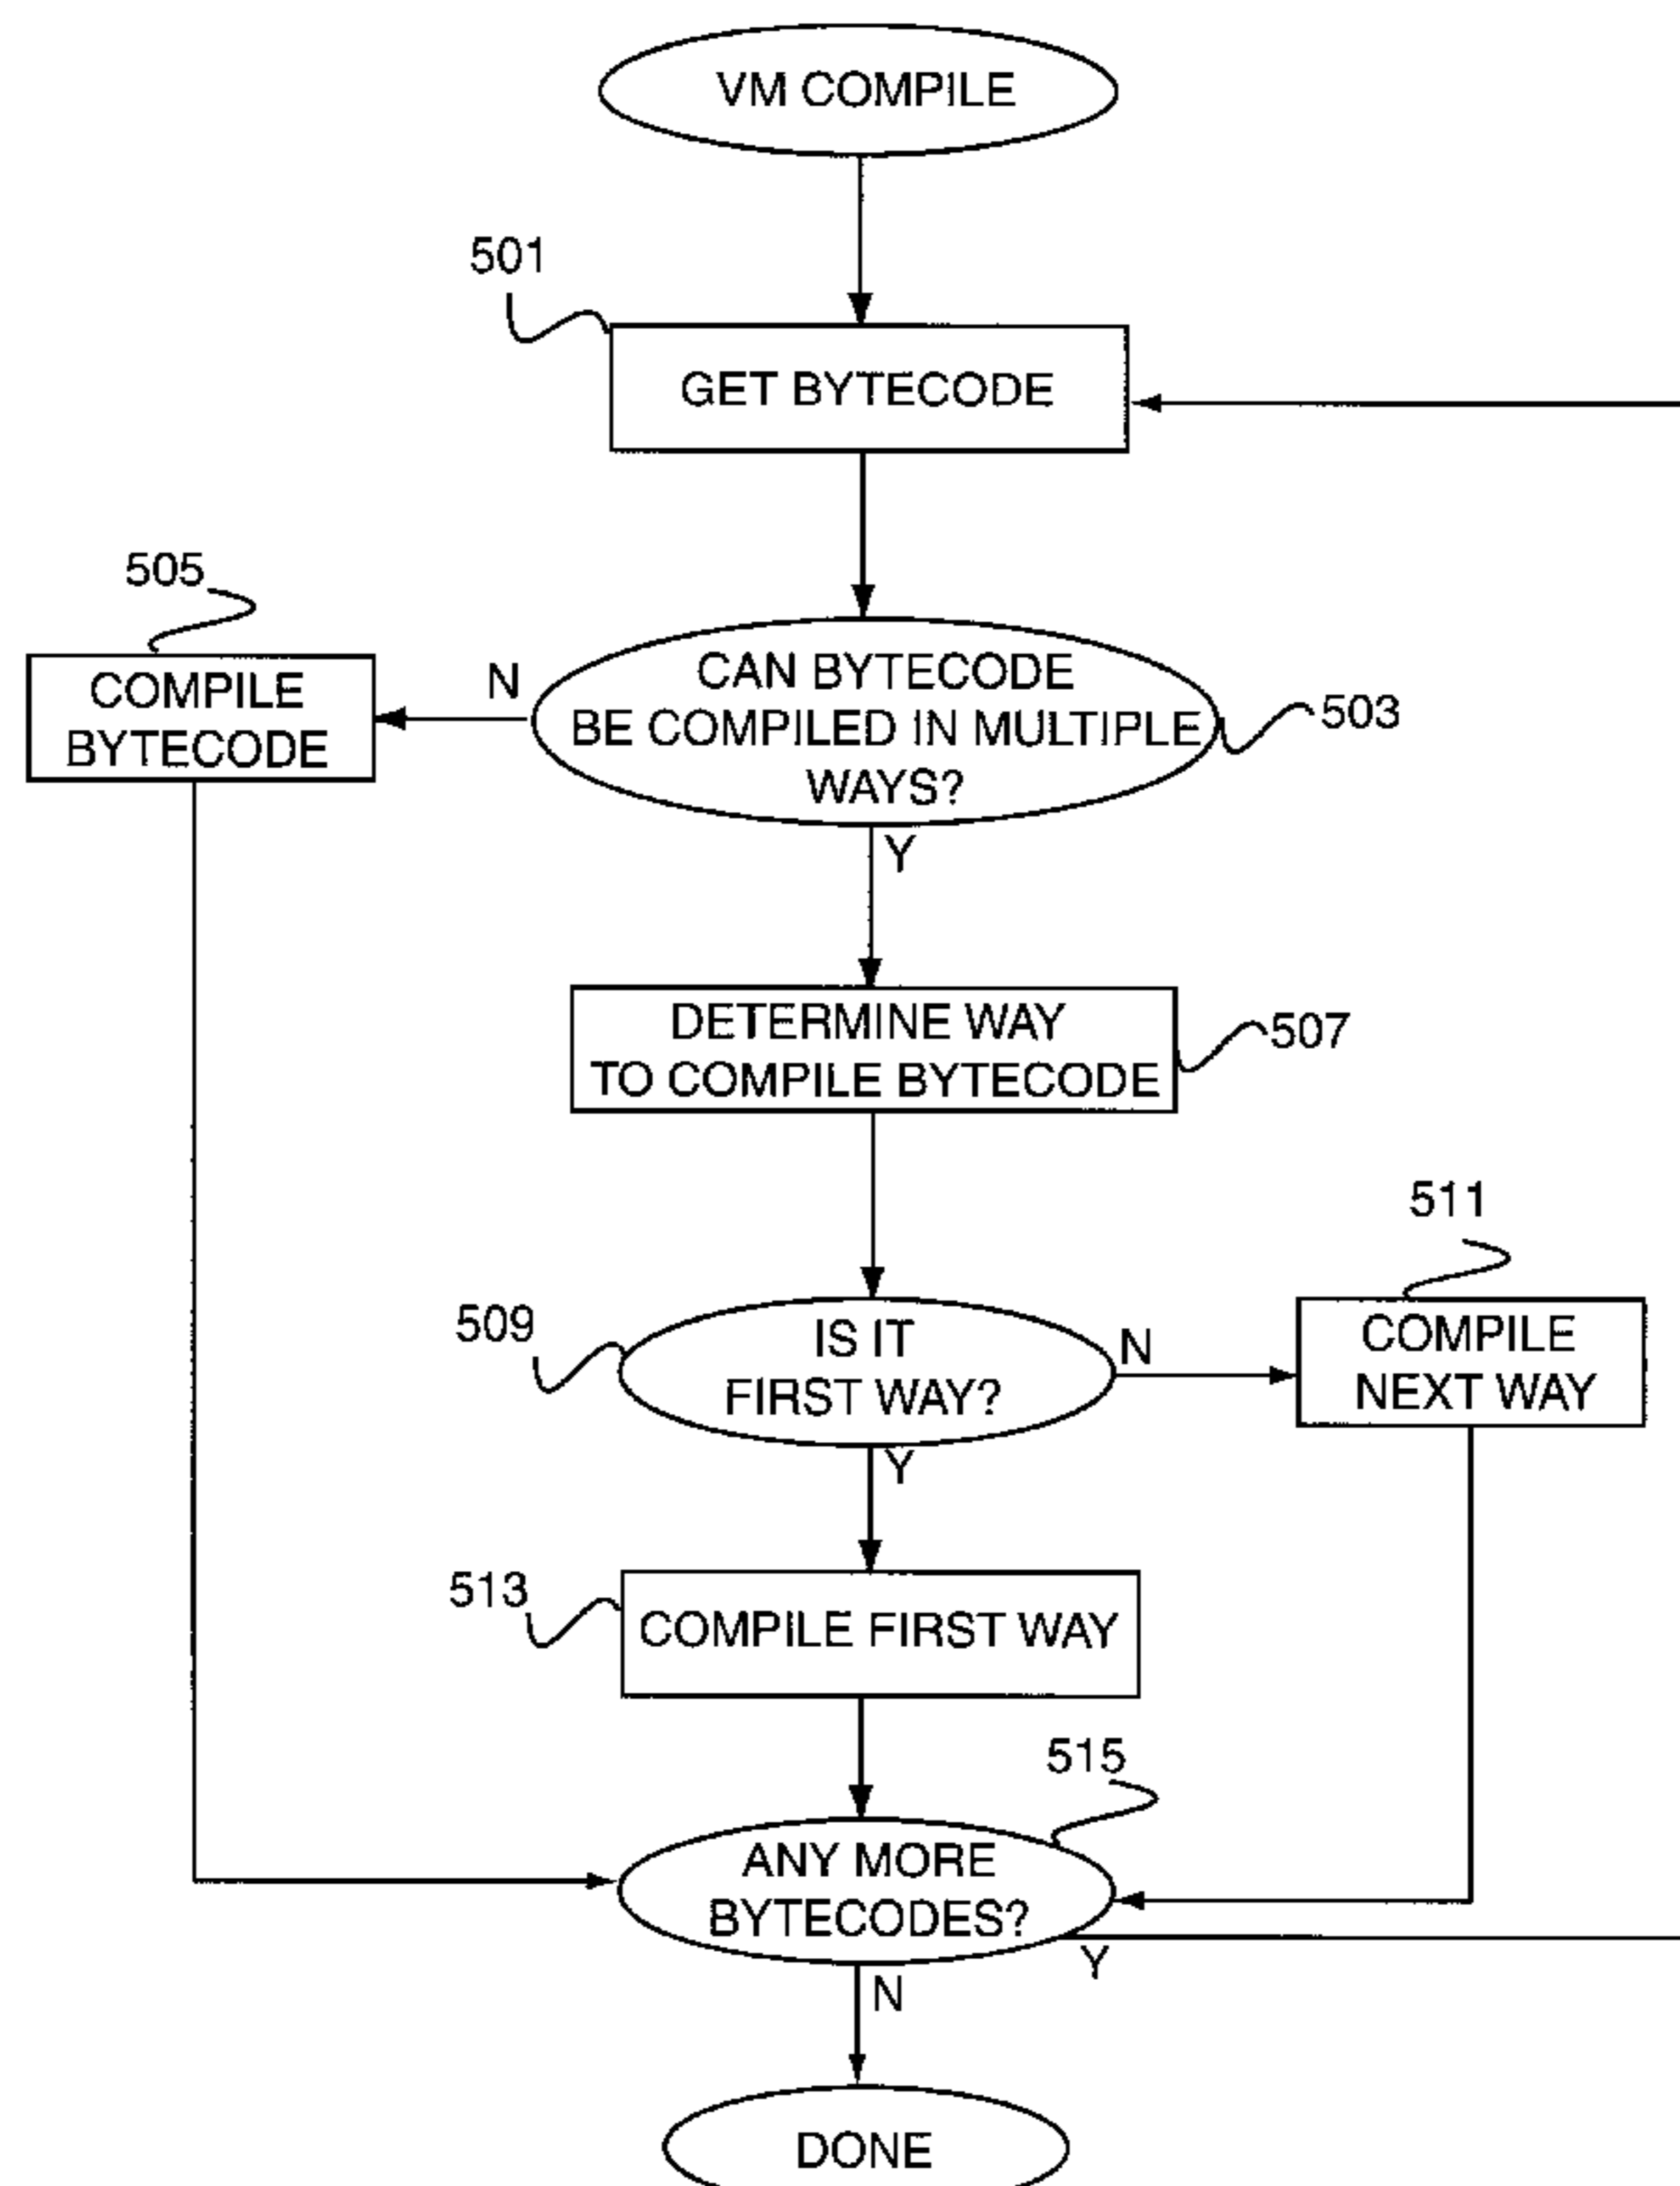 VM COMPILE
501
GET BYTECODE
505
COMPILE
BYTECODE
N
CAN BYTECODE
BE COMPILED IN MULTIPLE
WAYS?
503
Y
DETERMINE WAY
TO COMPILE BYTECODE
507
511
509
IS IT
FIRST WAY?
N
COMPILE
NEXT WAY
Y
513
COMPILE FIRST WAY
515
ANY MORE
BYTECODES?
Y
N
DONE